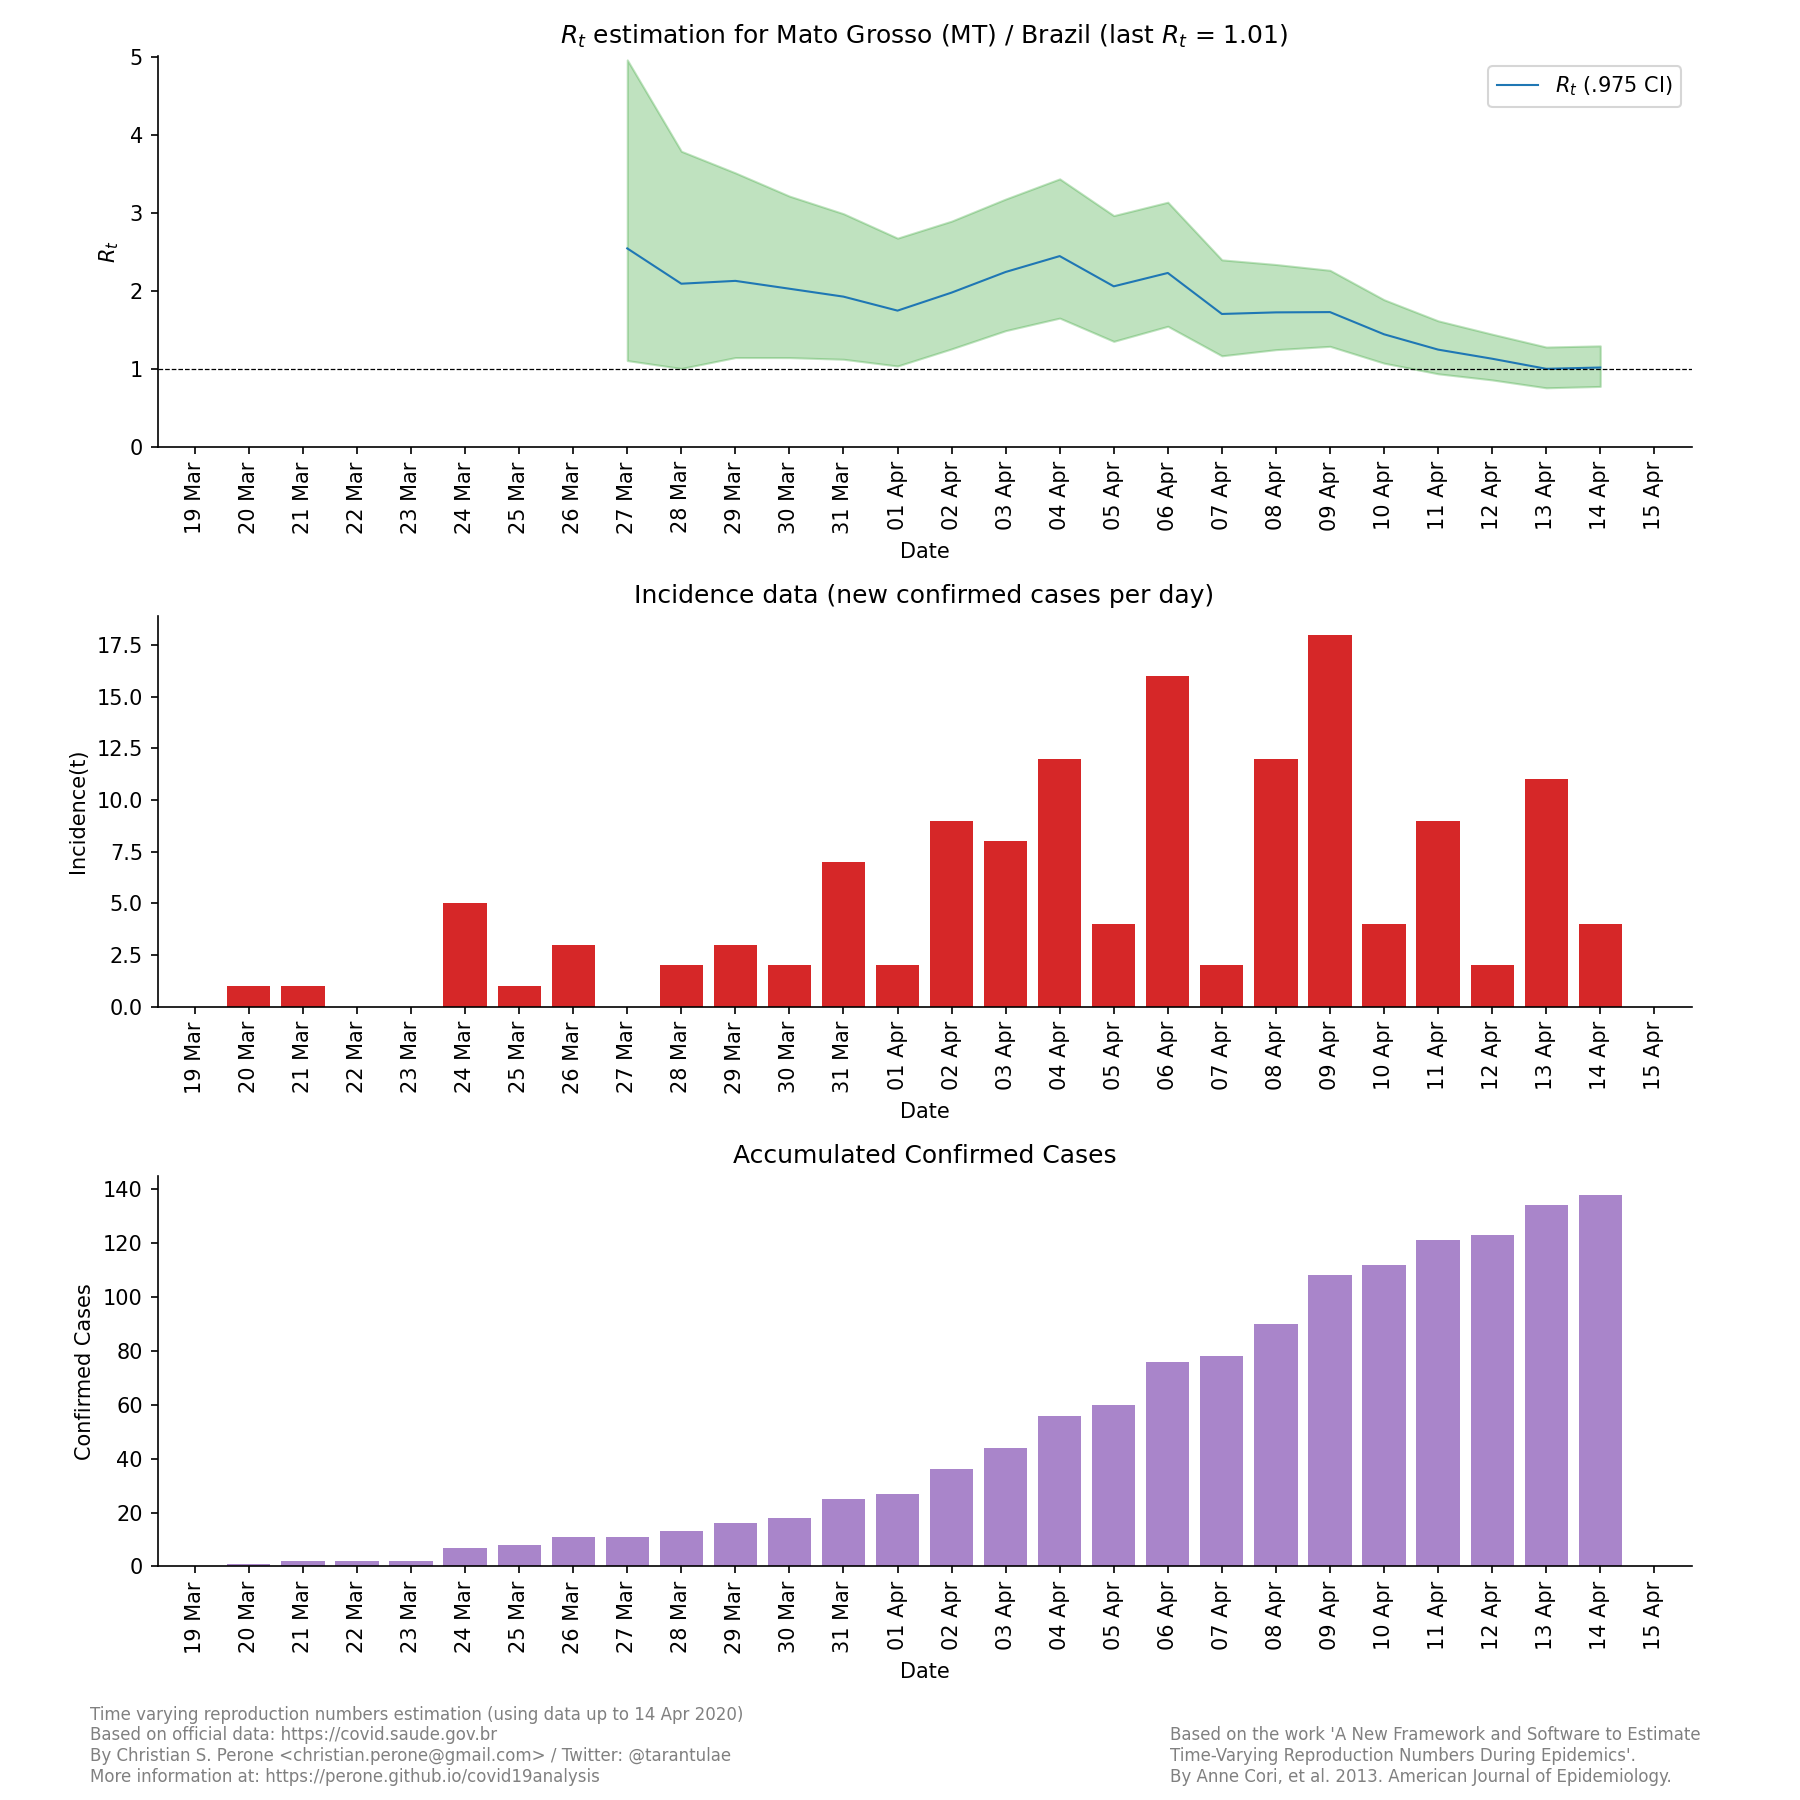 R_t estimation for Mato Grosso (MT) / Brazil (last R_t = 1.01)
5
4
3
2
1
0
R_t
R_t (.975 CI)
19 Mar 20 Mar 21 Mar 22 Mar 23 Mar 24 Mar 25 Mar 26 Mar 27 Mar 28 Mar 29 Mar 30 Mar 31 Mar 01 Apr 02 Apr 03 Apr 04 Apr 05 Apr 06 Apr 07 Apr 08 Apr 09 Apr 10 Apr 11 Apr 12 Apr 13 Apr 14 Apr 15 Apr
Date
Incidence data (new confirmed cases per day)
17.5
15.0
12.5
10.0
7.5
5.0
2.5
0.0
Incidence(t)
19 Mar 20 Mar 21 Mar 22 Mar 23 Mar 24 Mar 25 Mar 26 Mar 27 Mar 28 Mar 29 Mar 30 Mar 31 Mar 01 Apr 02 Apr 03 Apr 04 Apr 05 Apr 06 Apr 07 Apr 08 Apr 09 Apr 10 Apr 11 Apr 12 Apr 13 Apr 14 Apr 15 Apr
Date
Accumulated Confirmed Cases
140
120
100
80
60
40
20
0
Confirmed Cases
19 Mar 20 Mar 21 Mar 22 Mar 23 Mar 24 Mar 25 Mar 26 Mar 27 Mar 28 Mar 29 Mar 30 Mar 31 Mar 01 Apr 02 Apr 03 Apr 04 Apr 05 Apr 06 Apr 07 Apr 08 Apr 09 Apr 10 Apr 11 Apr 12 Apr 13 Apr 14 Apr 15 Apr
Date
Time varying reproduction numbers estimation (using data up to 14 Apr 2020)
Based on official data: https://covid.saude.gov.br
By Christian S. Perone <christian.perone@gmail.com> / Twitter: @tarantulae
More information at: https://perone.github.io/covid19analysis
Based on the work 'A New Framework and Software to Estimate
Time-Varying Reproduction Numbers During Epidemics'.
By Anne Cori, et al. 2013. American Journal of Epidemiology.